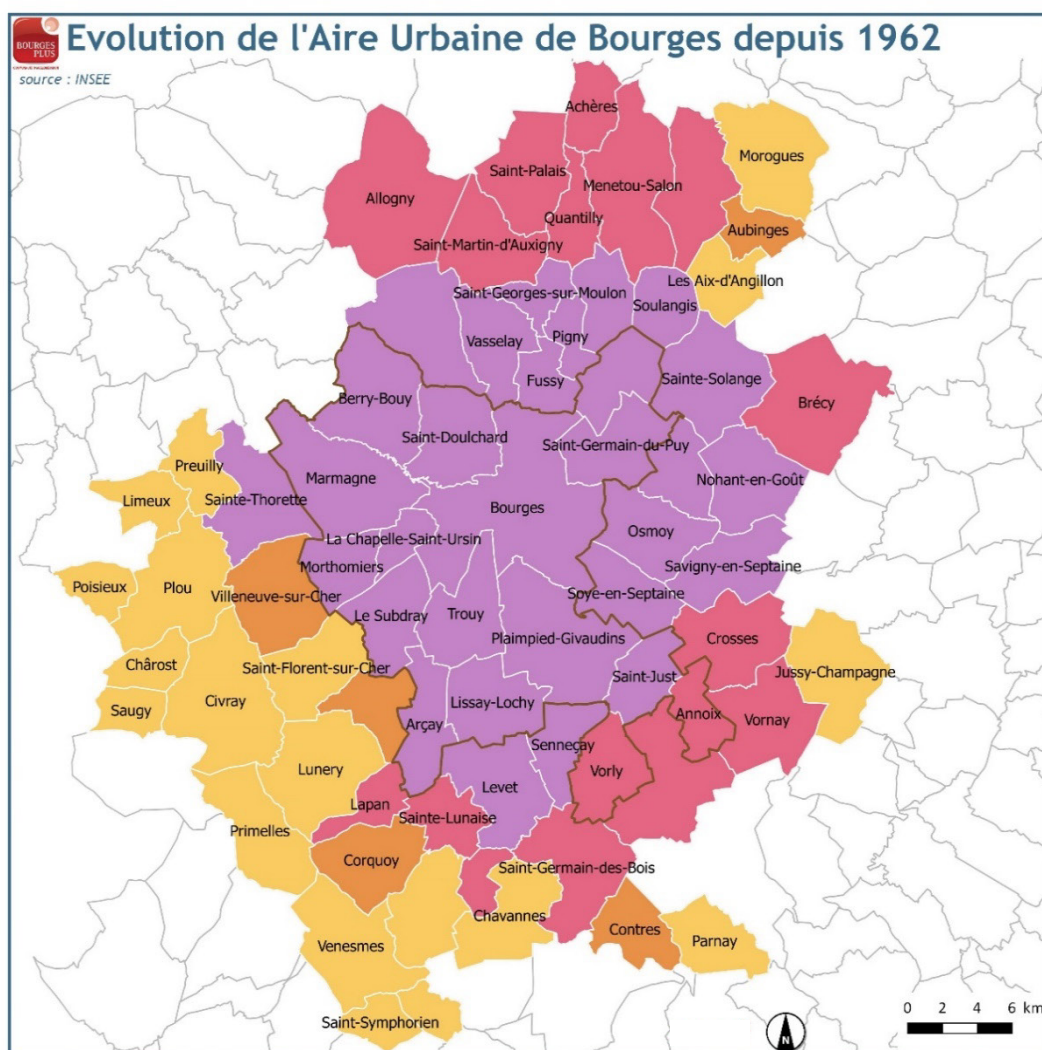 BOURGES
PLUS
Evolution de l'Aire Urbaine de Bourges depuis 1962
source : INSEE
Achères
Morogues
Saint-Palais
Menetou-Salon
Allogny
Quantilly
Aubinges
Saint-Martin-d'Auxigny
Les Aix-d'Angillon
Saint-Georges-sur-Moulon
Soulangis
Vasselay
Pigny
Fussy
Sainte-Solange
Berry-Bouy
Brécy
Saint-Doulchard
Saint-Germain-du-Puy
Preuilly
Marmagne
Nohant-en-Goût
Limeux
Sainte-Thorette
Bourges
Osmoy
La Chapelle-Saint-Ursin
Morthomiers
Savigny-en-Septaine
Poisieux
Plou
Villeneuve-sur-Cher
Soye-en-Septaine
Le Subdray
Trouy
Plaimpied-Givaudins
Crosses
Chârost
Saint-Florent-sur-Cher
Saint-Just
Jussy-Champagne
Civray
Lissay-Lochy
Saugy
Arçay
Annoix
Vornay
Senneçay
Lunery
Vorly
Levet
Lapan
Sainte-Lunaise
Primelles
Corquoy
Saint-Germain-des-Bois
Chavannes
Contres
Parnay
Venesmes
Saint-Symphorien
0 2 4 6 km
N